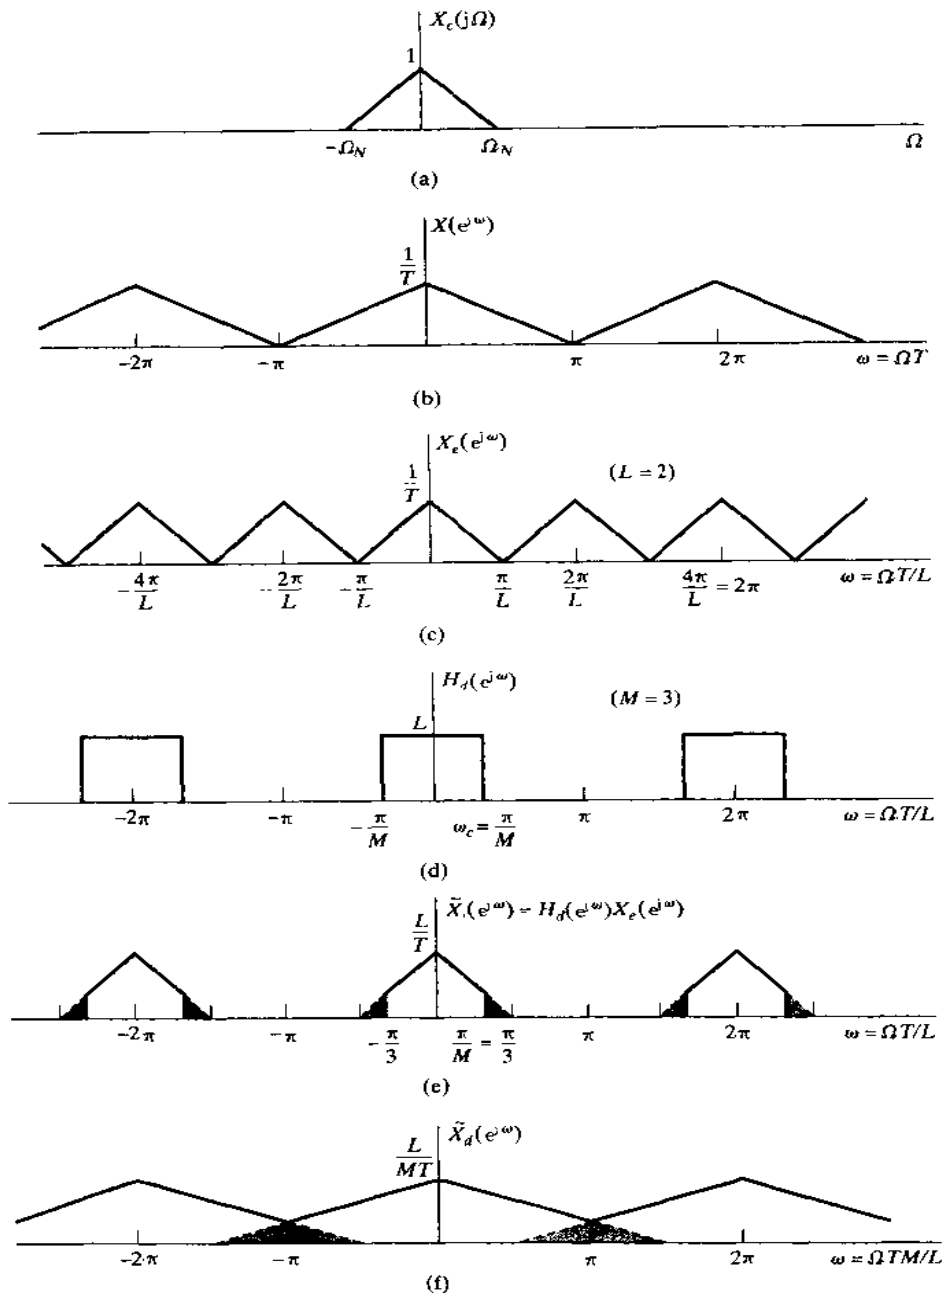 X_c(jΩ)
1
-Ω_N Ω_N Ω
(a)
X(e^{jω})
1/T
-2π -π π 2π ω = ΩT
(b)
X_e(e^{jω})
1/T (L = 2)
-4π/L -2π/L -π/L π/L 2π/L 4π/L = 2π ω = ΩT/L
(c)
H_d(e^{jω})
L (M = 3)
-2π -π -π/M ω_c = π/M π 2π ω = ΩT/L
(d)
X̃_i(e^{jω}) = H_d(e^{jω})X_e(e^{jω})
L/T
-2π -π -π/3 π/M = π/3 π 2π ω = ΩT/L
(e)
X̃_d(e^{jω})
L/MT
-2π -π π 2π ω = ΩTM/L
(f)